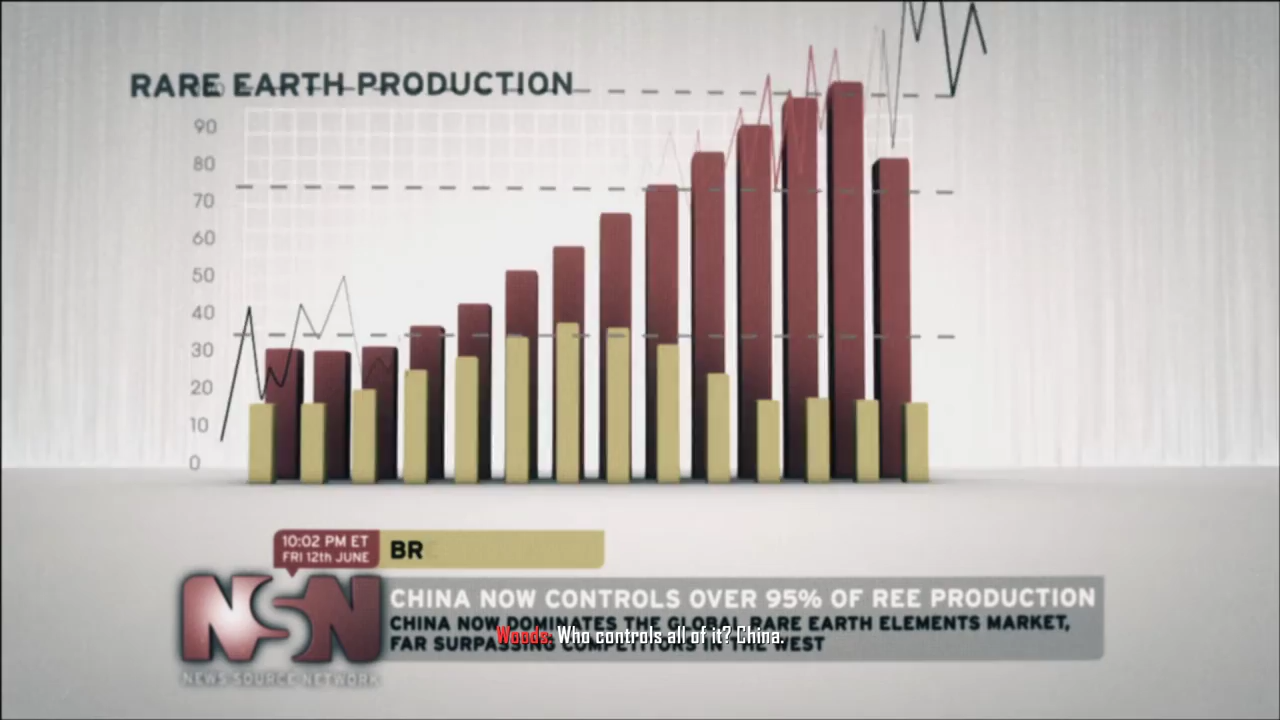 RARE EARTH PRODUCTION
90
80
70
60
50
40
30
20
10
0
10:02 PM ET
FRI 12th JUNE
BR
NSN
NEWS SOURCE NETWORK
CHINA NOW CONTROLS OVER 95% OF REE PRODUCTION
CHINA NOW DOMINATES THE GLOBAL RARE EARTH ELEMENTS MARKET,
FAR SURPASSING COMPETITORS IN THE WEST
Woods: Who controls all of it? China.